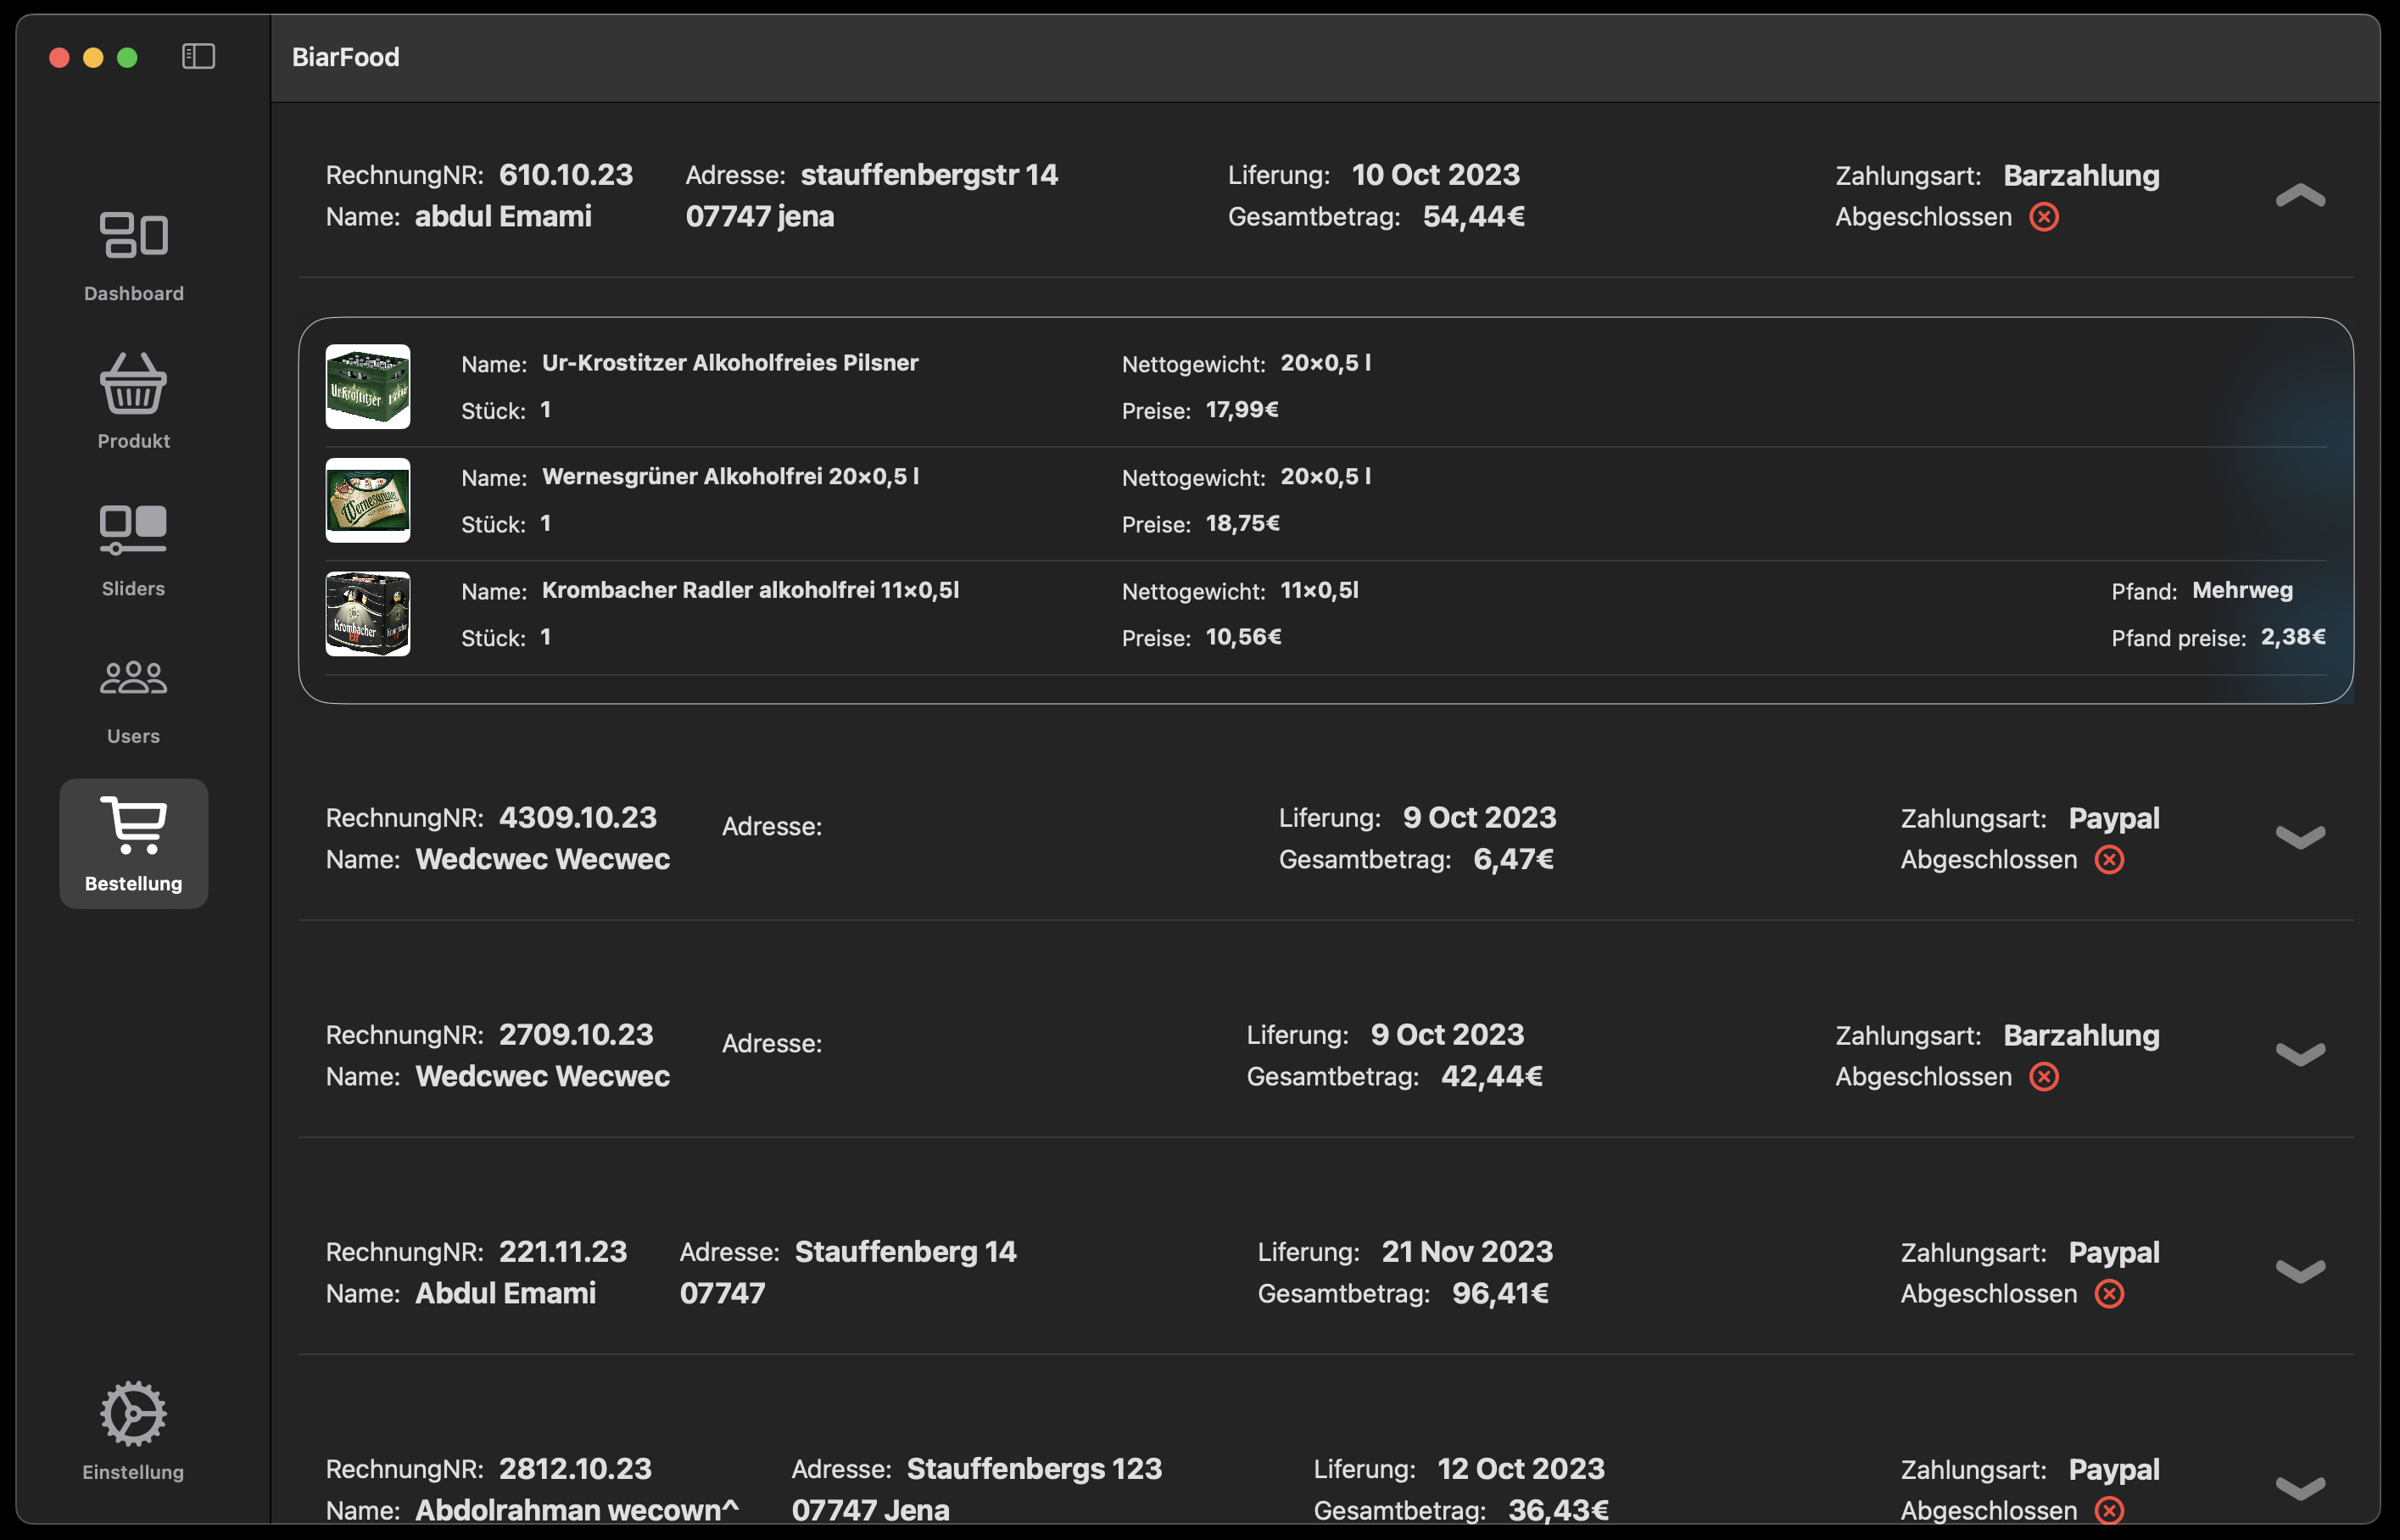 BiarFood
Dashboard
Produkt
Sliders
Users
Bestellung
Einstellung
RechnungNR: 610.10.23 Adresse: stauffenbergstr 14 Liferung: 10 Oct 2023 Zahlungsart: Barzahlung
Name: abdul Emami 07747 jena Gesamtbetrag: 54,44€ Abgeschlossen
Ur-Krostitzer
Name: Ur-Krostitzer Alkoholfreies Pilsner Nettogewicht: 20×0,5 l
Stück: 1 Preise: 17,99€
Wernesgrüner
Name: Wernesgrüner Alkoholfrei 20×0,5 l Nettogewicht: 20×0,5 l
Stück: 1 Preise: 18,75€
Krombacher
Name: Krombacher Radler alkoholfrei 11×0,5l Nettogewicht: 11×0,5l Pfand: Mehrweg
Stück: 1 Preise: 10,56€ Pfand preise: 2,38€
RechnungNR: 4309.10.23 Adresse: Liferung: 9 Oct 2023 Zahlungsart: Paypal
Name: Wedcwec Wecwec Gesamtbetrag: 6,47€ Abgeschlossen
RechnungNR: 2709.10.23 Adresse: Liferung: 9 Oct 2023 Zahlungsart: Barzahlung
Name: Wedcwec Wecwec Gesamtbetrag: 42,44€ Abgeschlossen
RechnungNR: 221.11.23 Adresse: Stauffenberg 14 Liferung: 21 Nov 2023 Zahlungsart: Paypal
Name: Abdul Emami 07747 Gesamtbetrag: 96,41€ Abgeschlossen
RechnungNR: 2812.10.23 Adresse: Stauffenbergs 123 Liferung: 12 Oct 2023 Zahlungsart: Paypal
Name: Abdolrahman wecown^ 07747 Jena Gesamtbetrag: 36,43€ Abgeschlossen